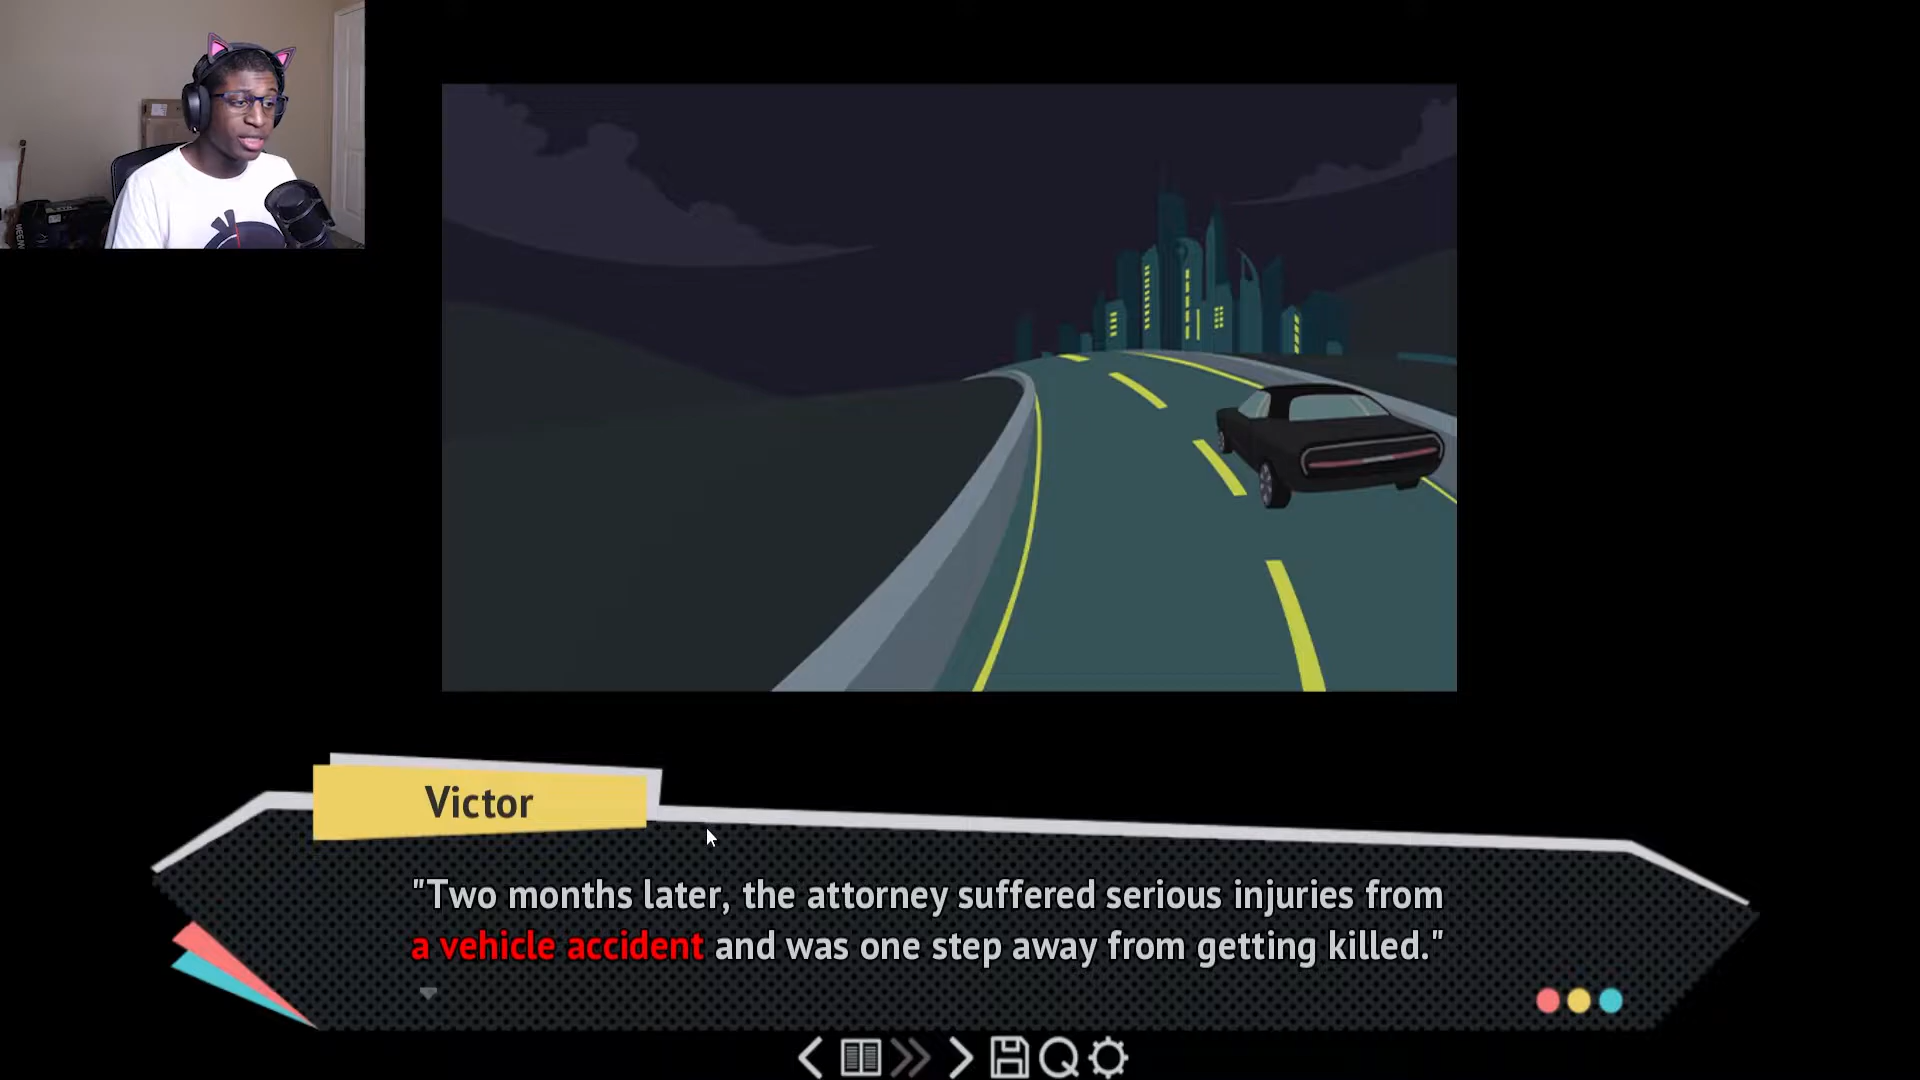 Victor
"Two months later, the attorney suffered serious injuries from
a vehicle accident and was one step away from getting killed."